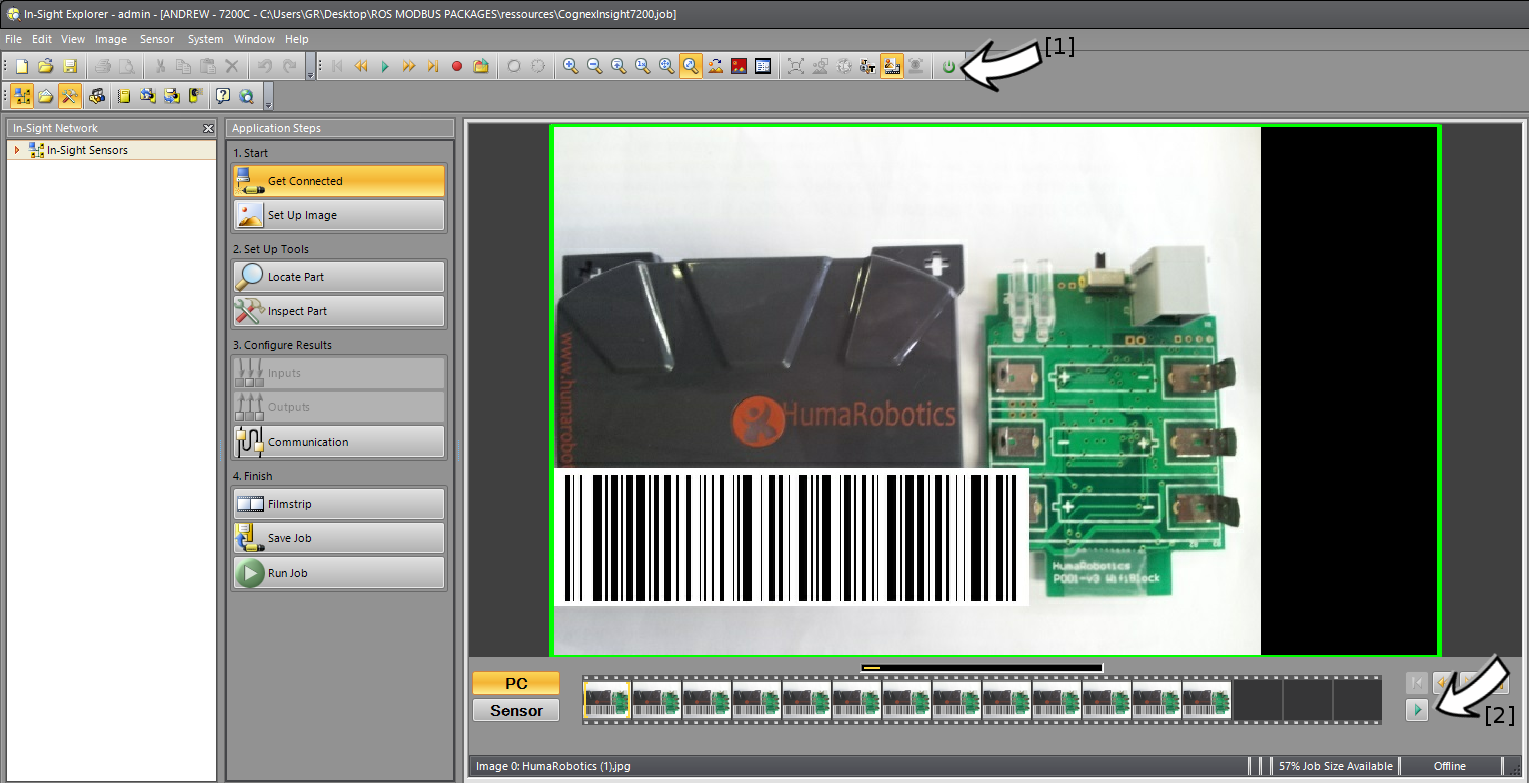 In-Sight Explorer - admin - [ANDREW - 7200C - C:\Users\GR\Desktop\ROS MODBUS PACKAGES\ressources\CognexInsight7200.job]
File Edit View Image Sensor System Window Help
[1]
In-Sight Network
In-Sight Sensors
Application Steps
1. Start
Get Connected
Set Up Image
2. Set Up Tools
Locate Part
Inspect Part
3. Configure Results
Inputs
Outputs
Communication
4. Finish
Filmstrip
Save Job
Run Job
www.humarobo
HumaRobotics
HumaRobotics
P001-v3 WifiBlock
PC
Sensor
[2]
Image 0: HumaRobotics (1).jpg
57% Job Size Available
Offline